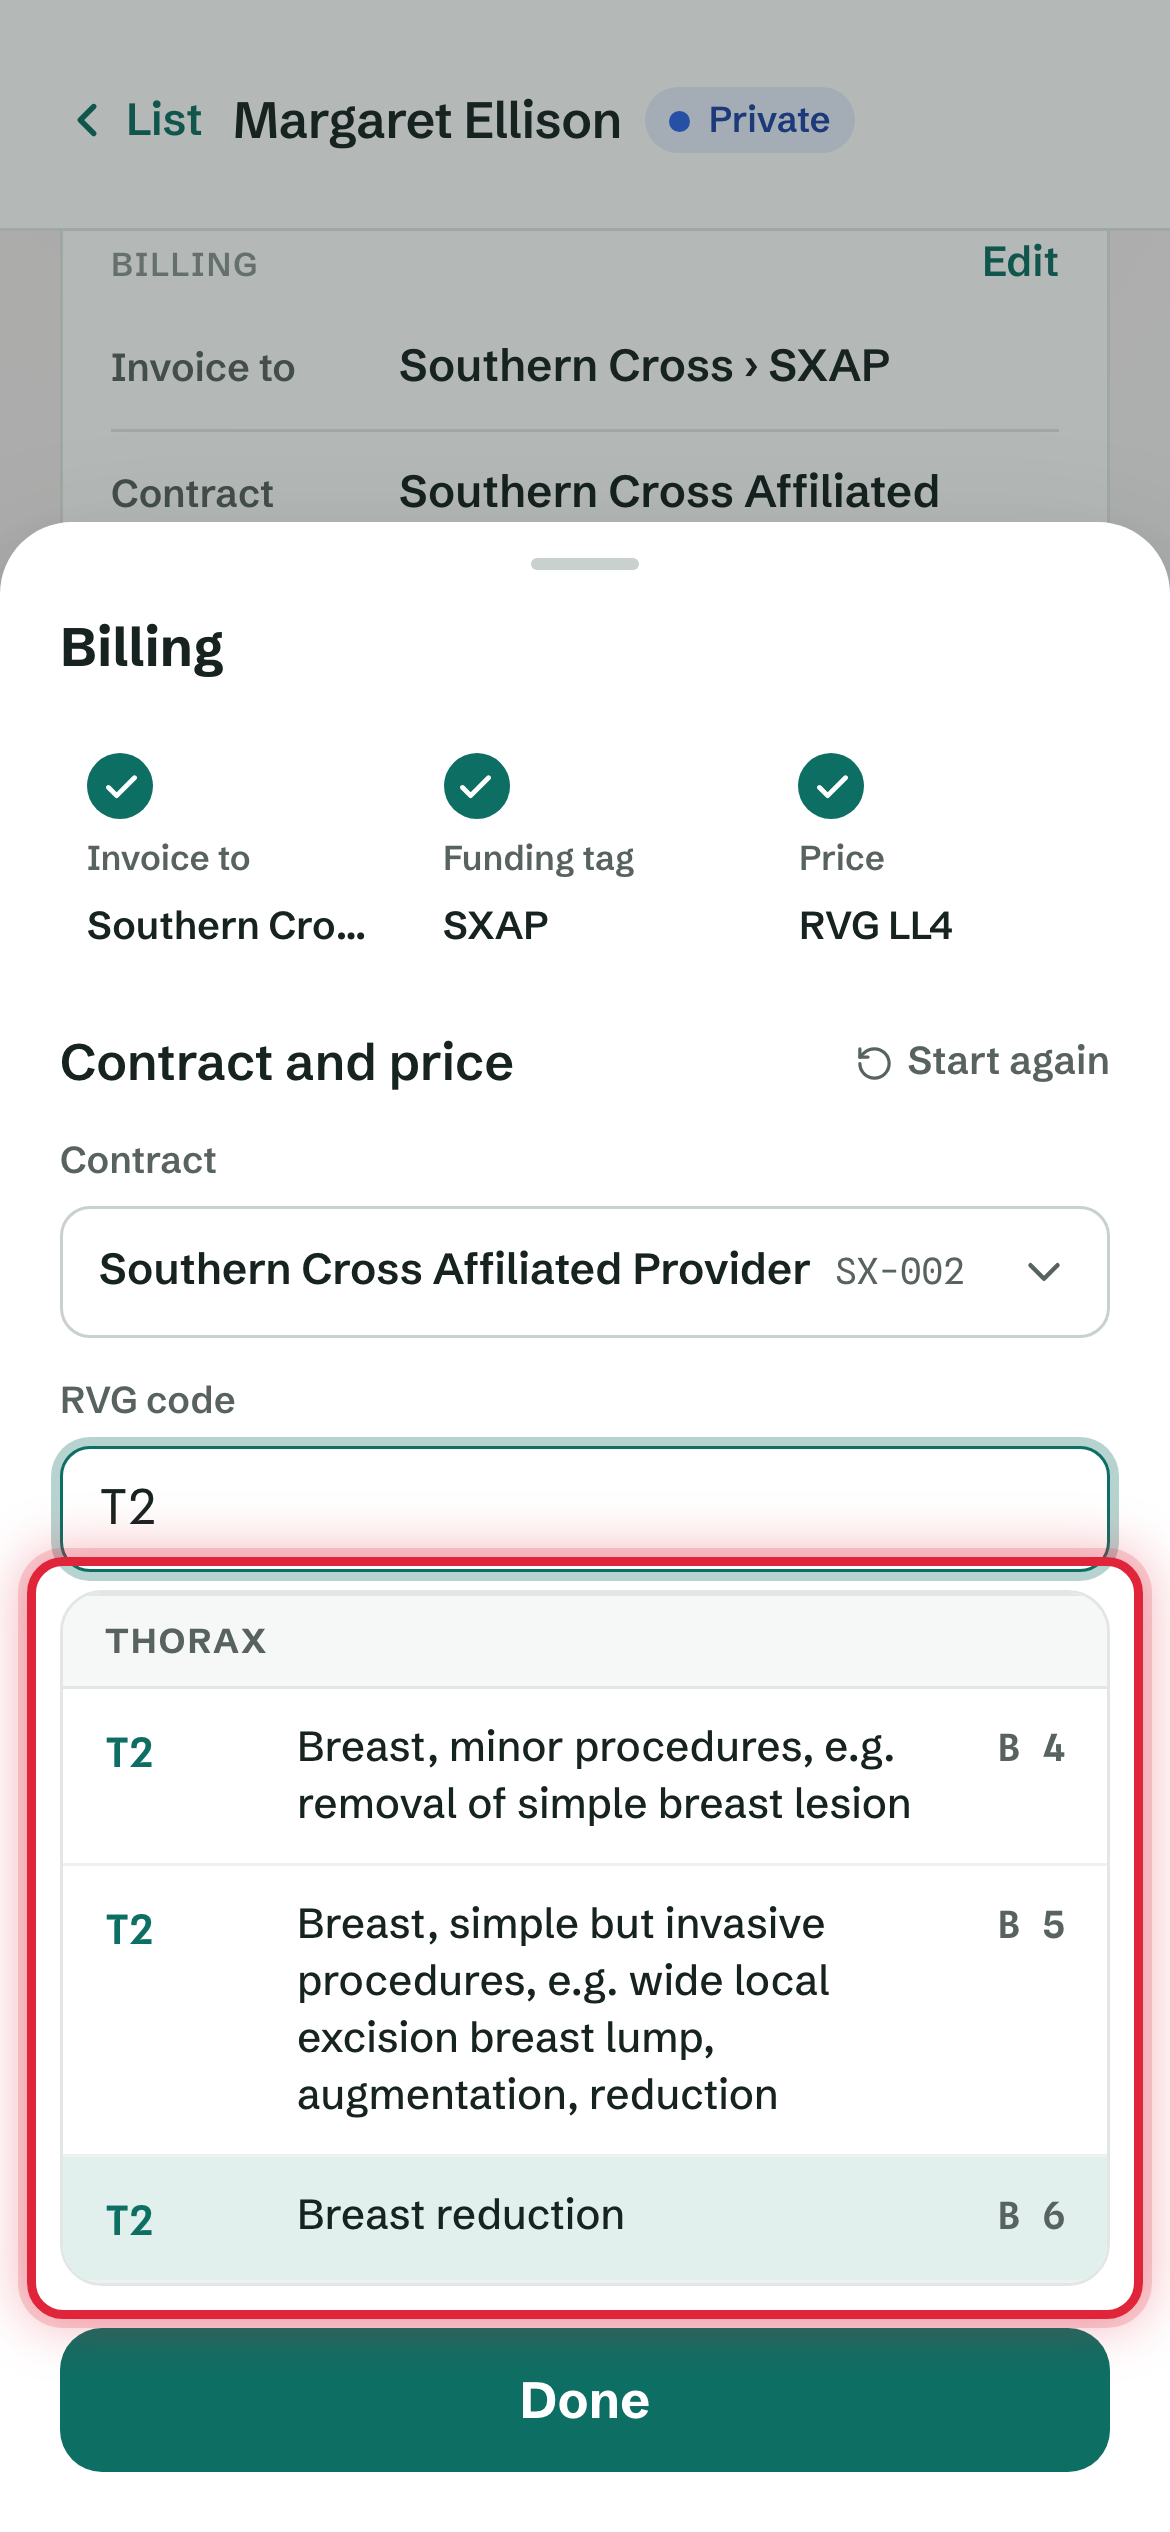 List Margaret Ellison Private
BILLING Edit
Invoice to Southern Cross › SXAP
Contract Southern Cross Affiliated
Billing
Invoice to Funding tag Price
Southern Cro... SXAP RVG LL4
Contract and price Start again
Contract
Southern Cross Affiliated Provider SX-002
RVG code
T2
THORAX
T2 Breast, minor procedures, e.g. B 4
removal of simple breast lesion
T2 Breast, simple but invasive B 5
procedures, e.g. wide local
excision breast lump,
augmentation, reduction
T2 Breast reduction B 6
Done